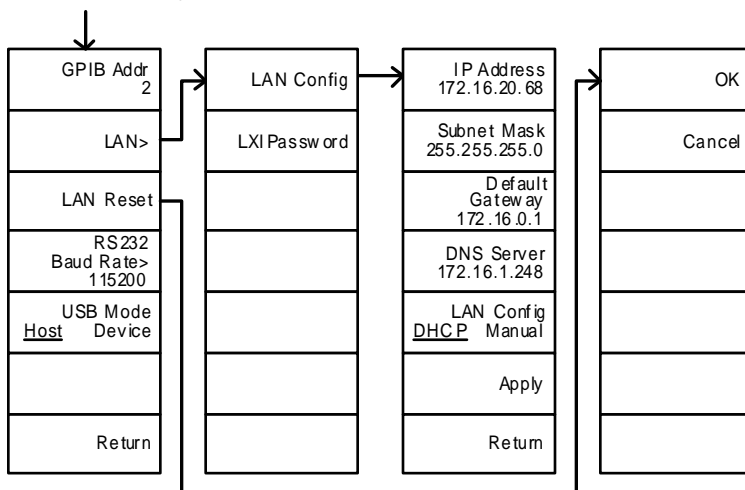 GPIB Addr
2
LAN>
LAN Reset
RS232
Baud Rate>
115200
USB Mode
Host Device
Return
LAN Config
LXI Password
IP Address
172.16.20.68
Subnet Mask
255.255.255.0
Default
Gateway
172.16.0.1
DNS Server
172.16.1.248
LAN Config
DHCP Manual
Apply
Return
OK
Cancel